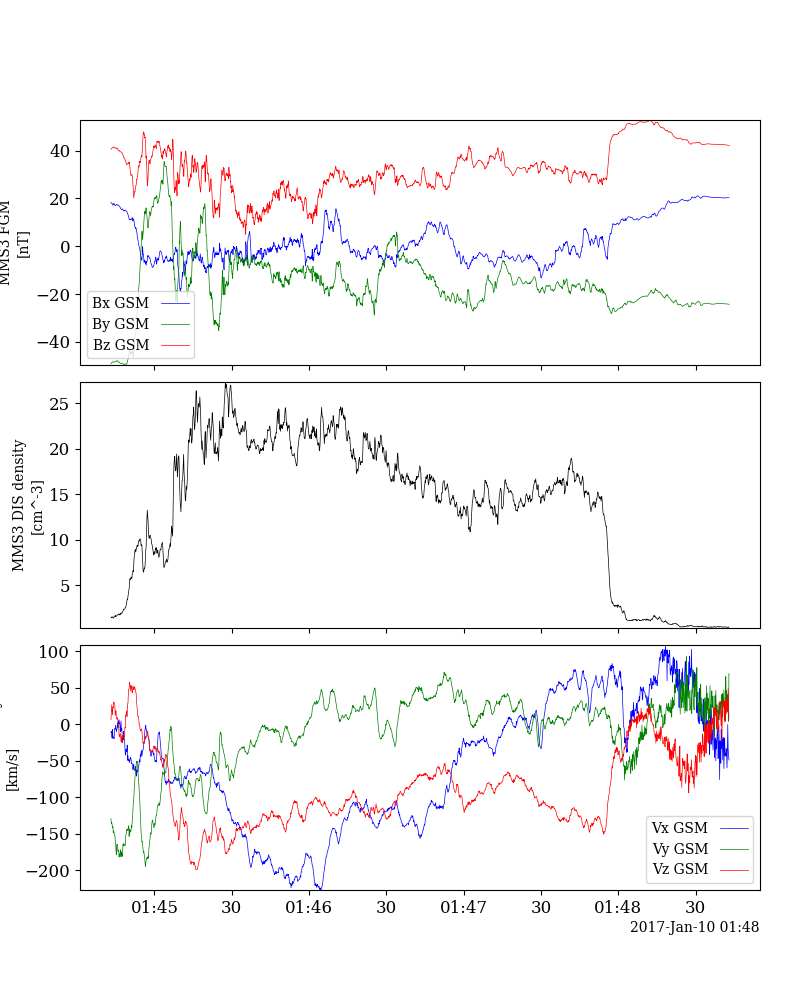 40
20
0
−20
−40
MMS3 FGM
[nT]
Bx GSM
By GSM
Bz GSM
25
20
15
10
5
MMS3 DIS density
[cm^-3]
100
50
0
−50
−100
−150
−200
[km/s]
Vx GSM
Vy GSM
Vz GSM
01:45 30 01:46 30 01:47 30 01:48 30
2017-Jan-10 01:48